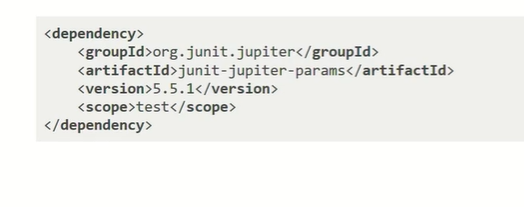 <dependency>
    <groupId>org.junit.jupiter</groupId>
    <artifactId>junit-jupiter-params</artifactId>
    <version>5.5.1</version>
    <scope>test</scope>
</dependency>